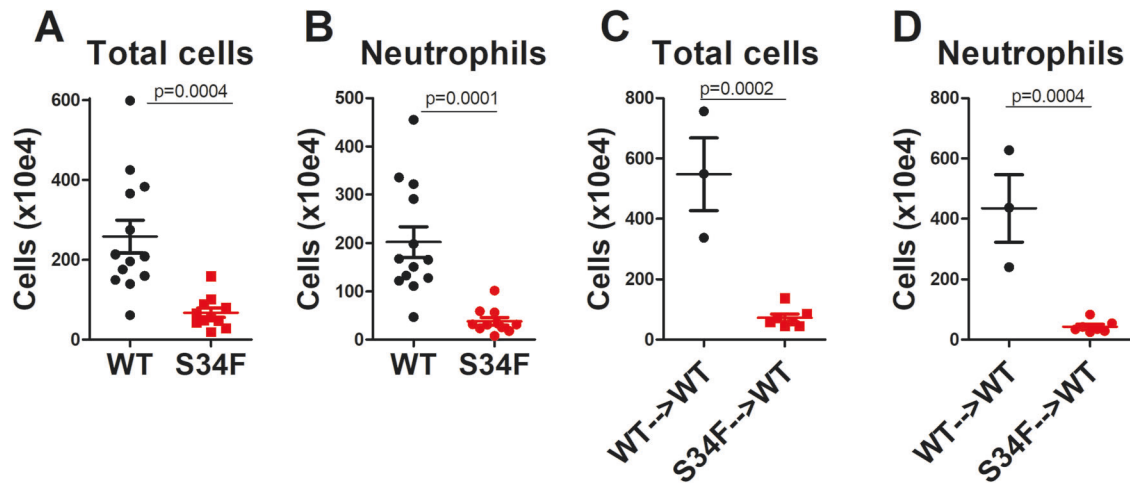 A
Total cells
p=0.0004
Cells (x10e4)
600
400
200
0
WT
S34F
B
Neutrophils
p=0.0001
Cells (x10e4)
500
400
300
200
100
0
WT
S34F
C
Total cells
p=0.0002
Cells (x10e4)
800
600
400
200
0
WT-->WT
S34F-->WT
D
Neutrophils
p=0.0004
Cells (x10e4)
800
600
400
200
0
WT-->WT
S34F-->WT